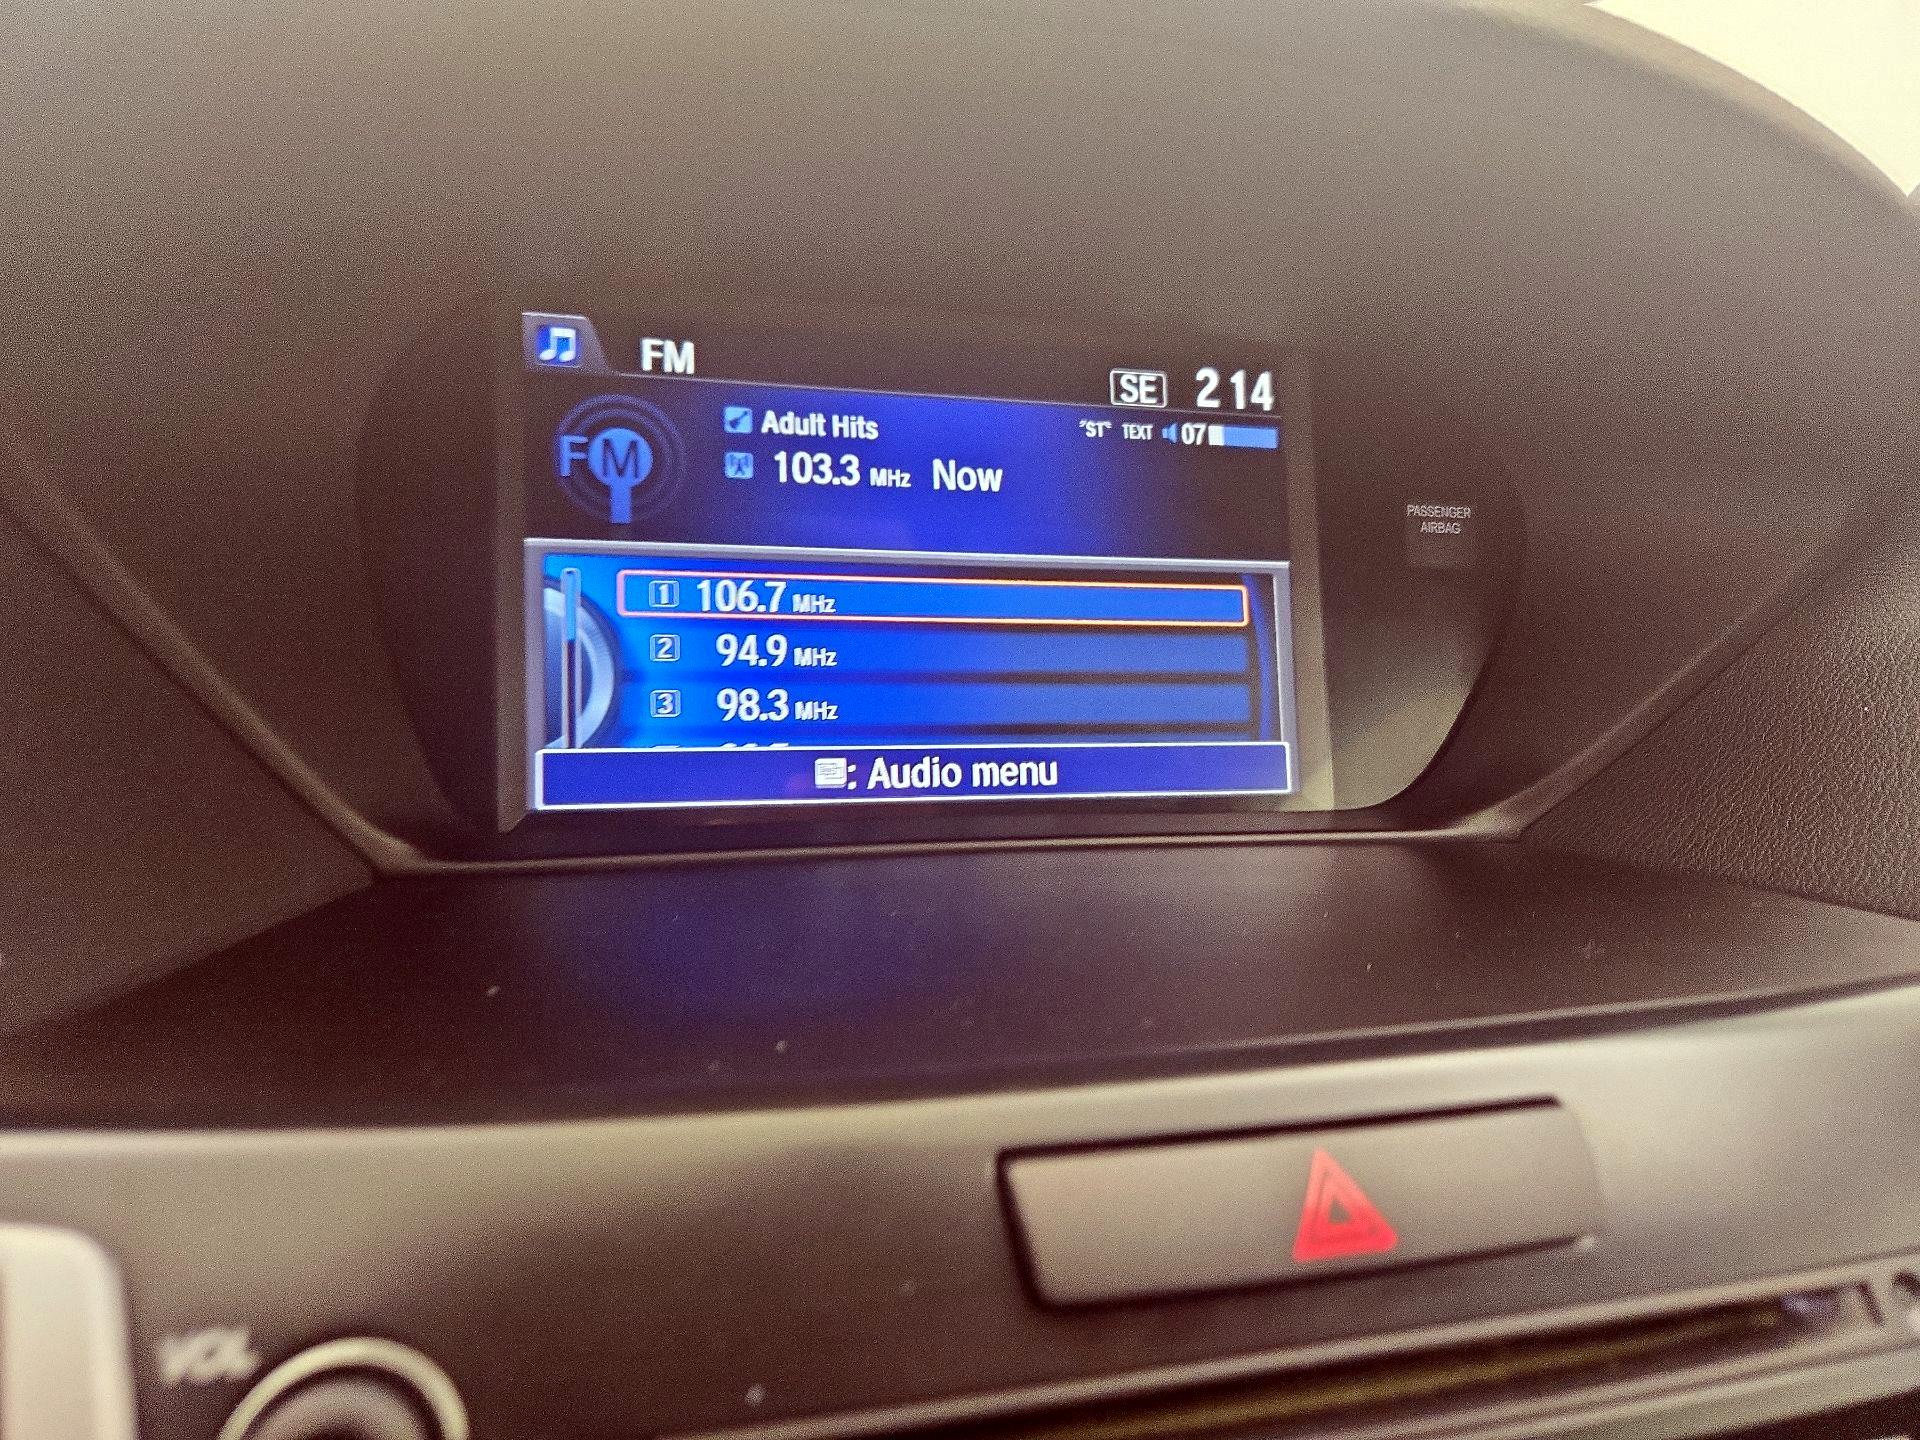 FM
SE 2 14
FM
Adult Hits
"ST" TEXT 07
103.3 MHz Now
PASSENGER
AIRBAG
1 106.7 MHz
2 94.9 MHz
3 98.3 MHz
: Audio menu
VOL